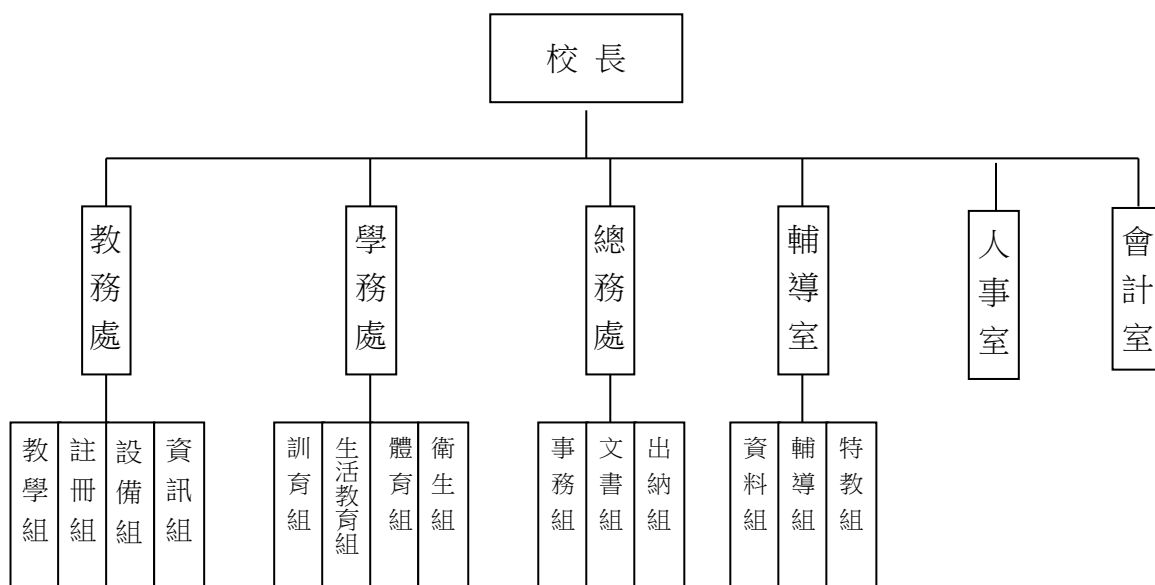 校 長
教務處
學務處
總務處
輔導室
人事室
會計室
教學組
註冊組
設備組
資訊組
訓育組
生活教育組
體育組
衛生組
事務組
文書組
出納組
資料組
輔導組
特教組